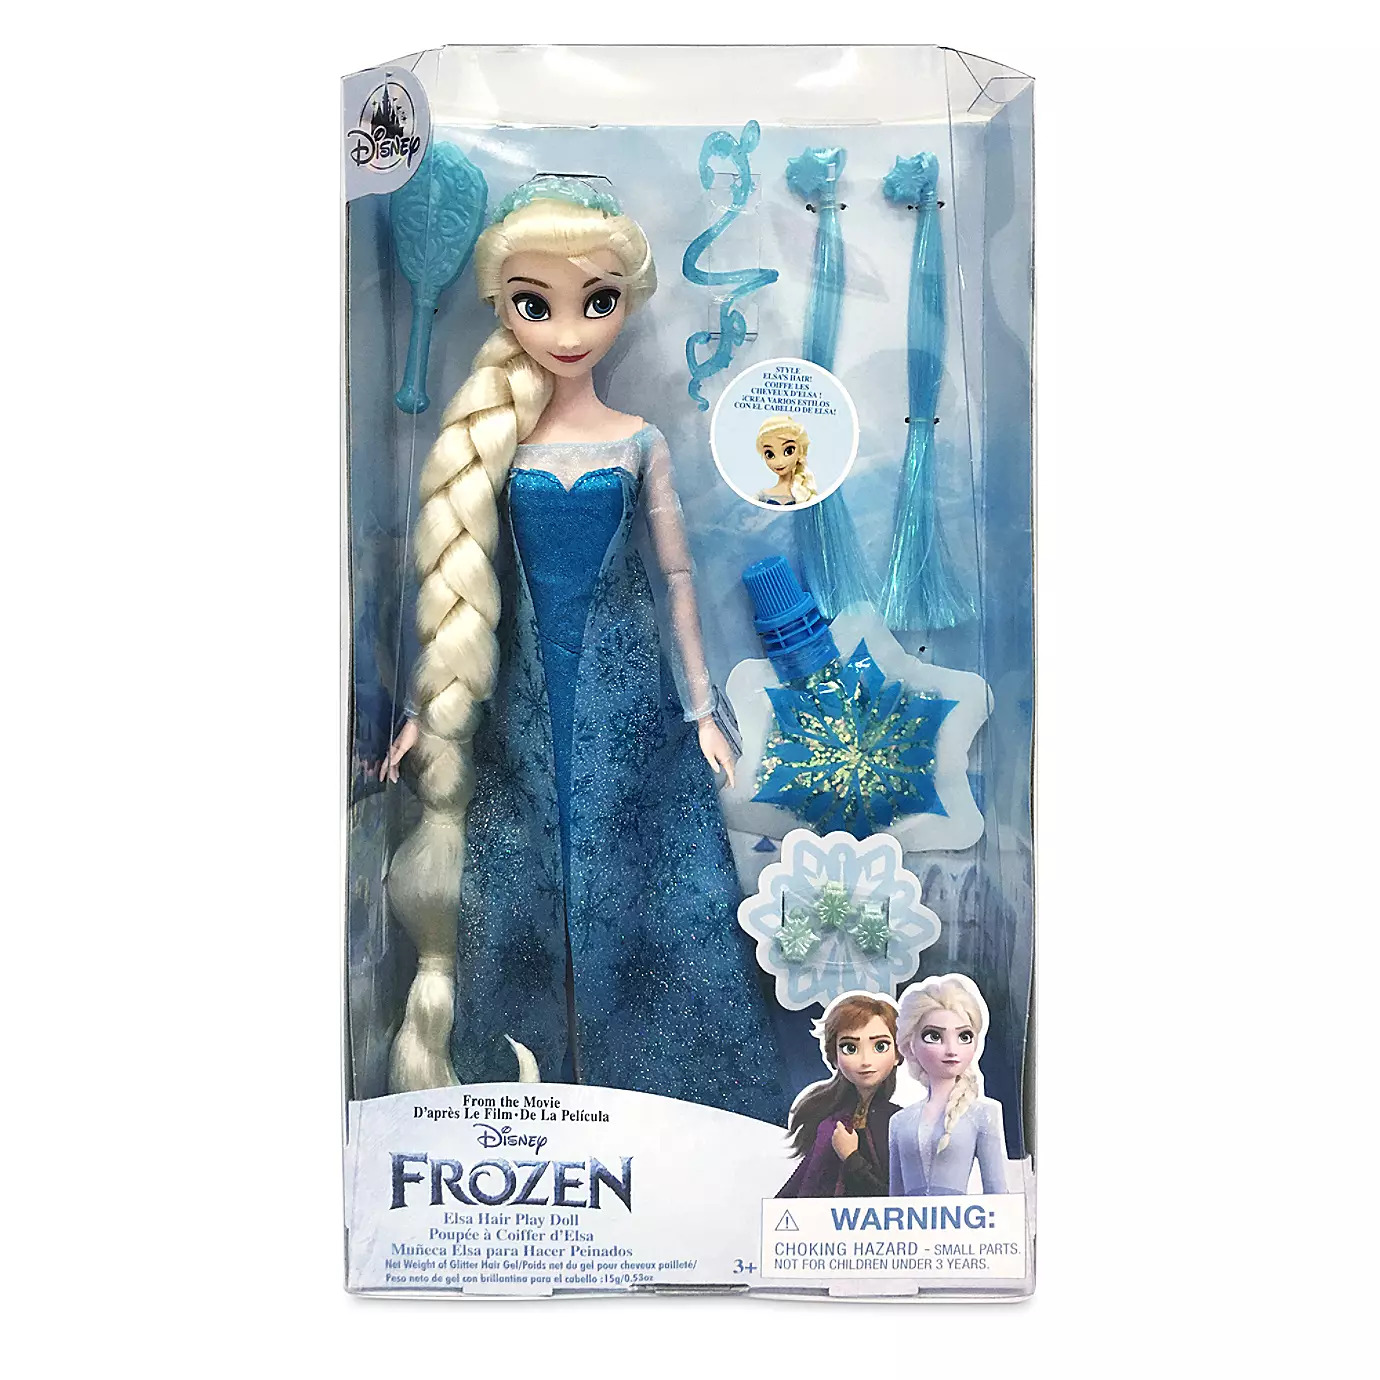 Disney
STYLE
ELSA'S HAIR!
COIFFE LES
CHEVEUX D'ELSA !
¡CREA VARIOS ESTILOS
CON EL CABELLO DE ELSA!
From the Movie
D'après Le Film • De La Película
Disney
FROZEN
Elsa Hair Play Doll
Poupée à Coiffer d'Elsa
Muñeca Elsa para Hacer Peinados
Net Weight of Glitter Hair Gel/Poids net du gel pour cheveux pailleté/
Peso neto de gel con brillantina para el cabello :15g/0.53oz
3+
WARNING:
CHOKING HAZARD - SMALL PARTS.
NOT FOR CHILDREN UNDER 3 YEARS.